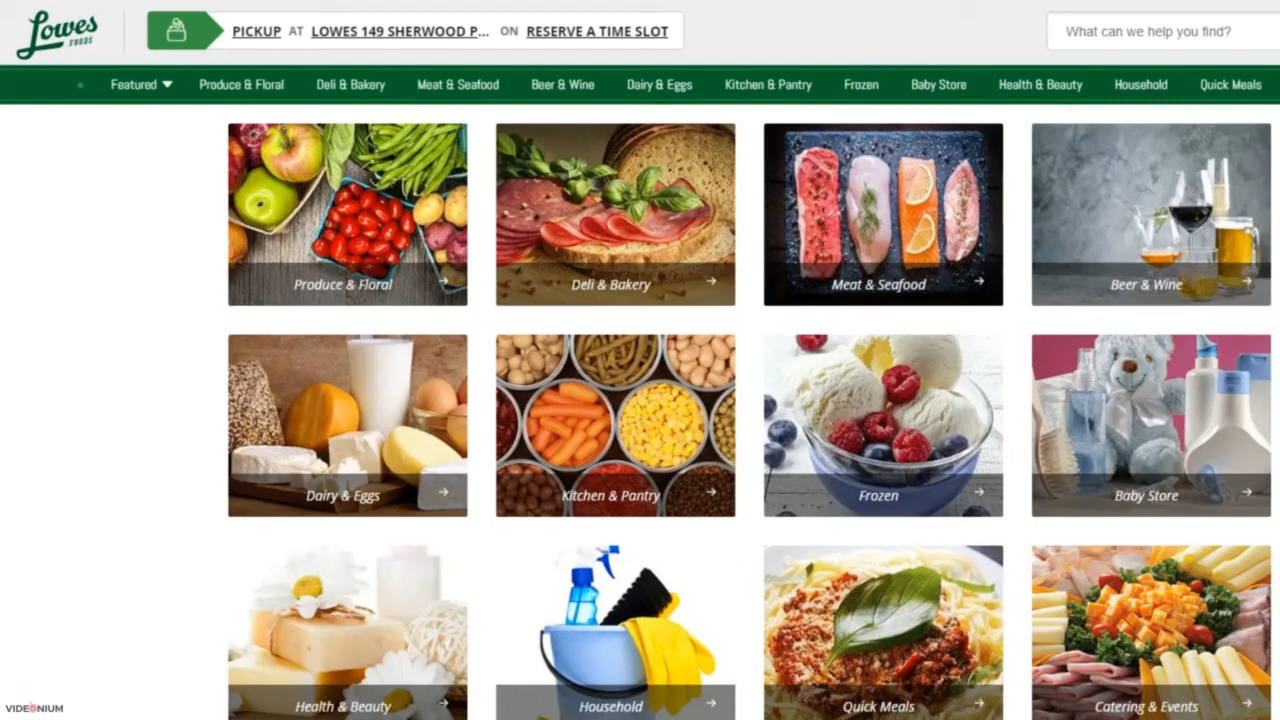 Lowes
FOODS
PICKUP AT LOWES 149 SHERWOOD P... ON RESERVE A TIME SLOT
What can we help you find?
Featured Produce & Floral Deli & Bakery Meat & Seafood Beer & Wine Dairy & Eggs Kitchen & Pantry Frozen Baby Store Health & Beauty Household Quick Meals
Produce & Floral
Deli & Bakery
Meat & Seafood
Beer & Wine
Dairy & Eggs
Kitchen & Pantry
Frozen
Baby Store
Health & Beauty
Household
Quick Meals
Catering & Events
VIDEONIUM